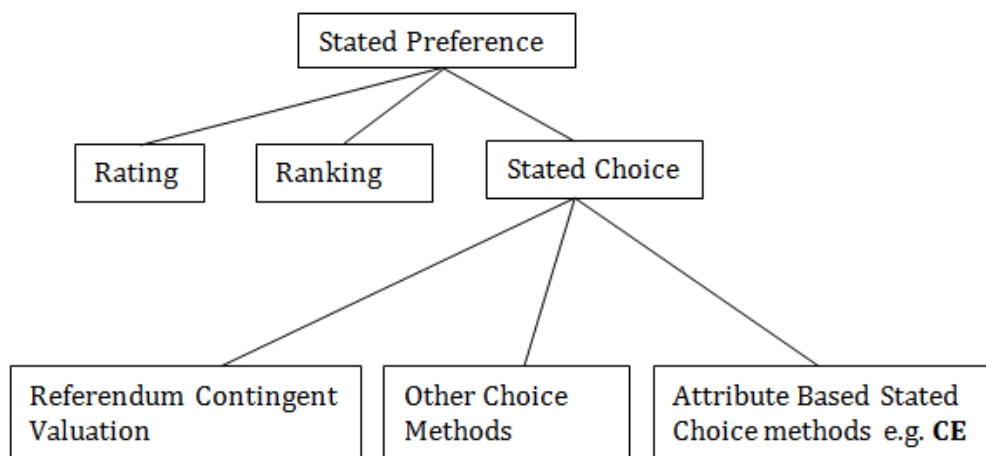 Stated Preference
Rating
Ranking
Stated Choice
Referendum Contingent
Valuation
Other Choice
Methods
Attribute Based Stated
Choice methods e.g. CE